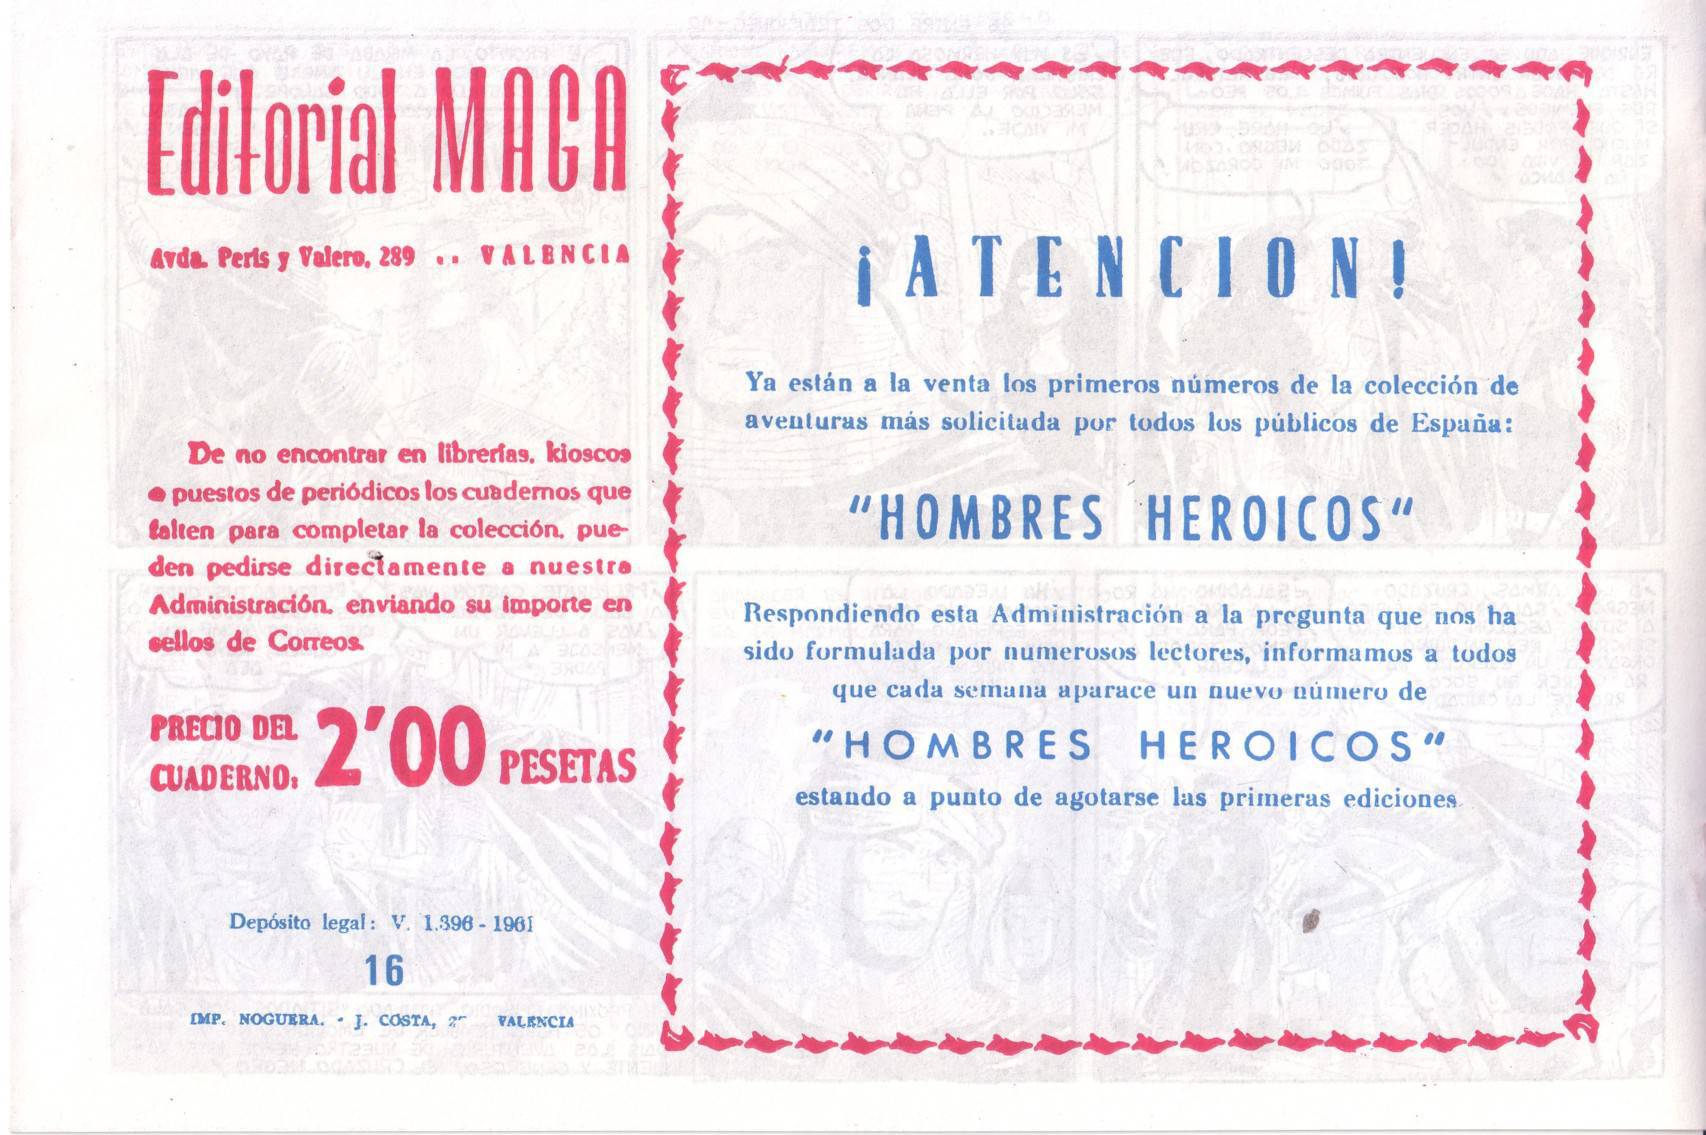 Editorial MAGA
Avda. Peris y Valero, 289 .. VALENCIA
De no encontrar en librerías, kioscos
o puestos de periódicos los cuadernos que
falten para completar la colección, pue-
den pedirse directamente a nuestra
Administración, enviando su importe en
sellos de Correos.
PRECIO DEL
CUADERNO: 2'00 PESETAS
Depósito legal: V. 1.396 - 1961
16
IMP. NOGUERA. - J. COSTA, VALENCIA
¡ATENCION!
Ya están a la venta los primeros números de la colección de
aventuras más solicitada por todos los públicos de España:
"HOMBRES HEROICOS"
Respondiendo esta Administración a la pregunta que nos ha
sido formulada por numerosos lectores, informamos a todos
que cada semana aparace un nuevo número de
"HOMBRES HEROICOS"
estando a punto de agotarse las primeras ediciones.